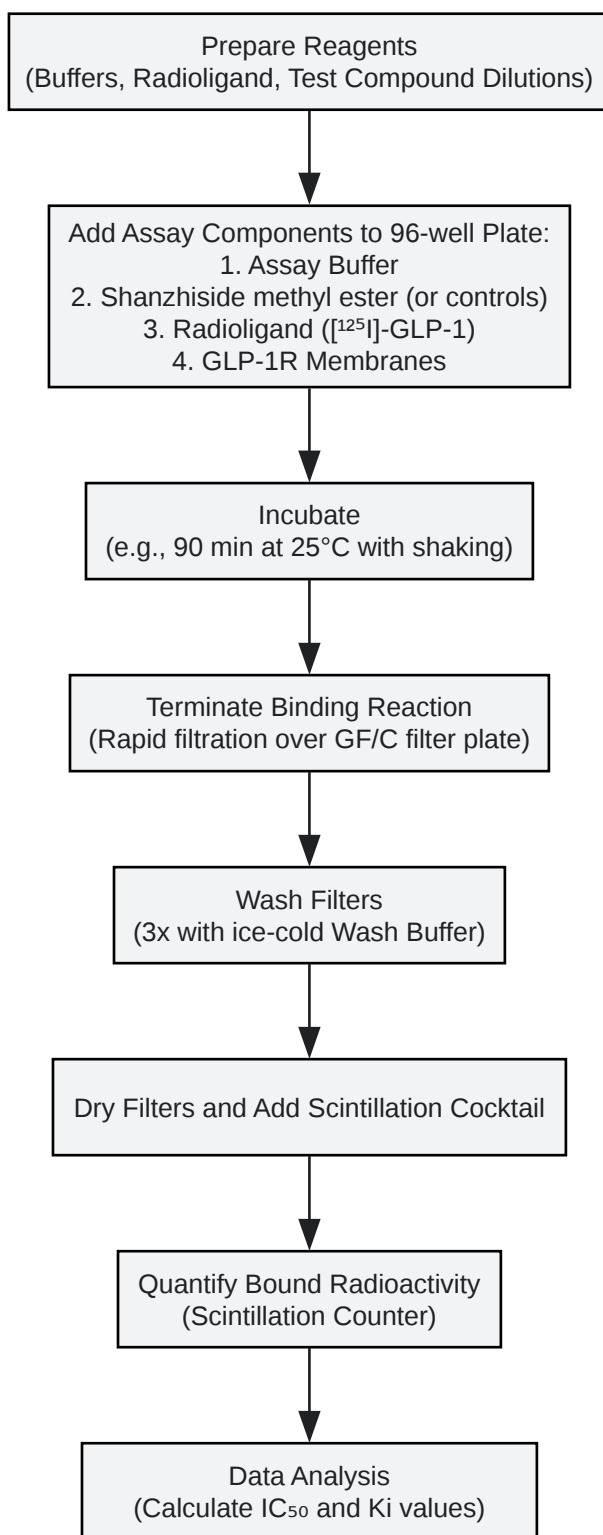 Prepare Reagents
(Buffers, Radioligand, Test Compound Dilutions)
Add Assay Components to 96-well Plate:
1. Assay Buffer
2. Shanzhiside methyl ester (or controls)
3. Radioligand ([¹²⁵I]-GLP-1)
4. GLP-1R Membranes
Incubate
(e.g., 90 min at 25°C with shaking)
Terminate Binding Reaction
(Rapid filtration over GF/C filter plate)
Wash Filters
(3x with ice-cold Wash Buffer)
Dry Filters and Add Scintillation Cocktail
Quantify Bound Radioactivity
(Scintillation Counter)
Data Analysis
(Calculate IC₅₀ and Ki values)